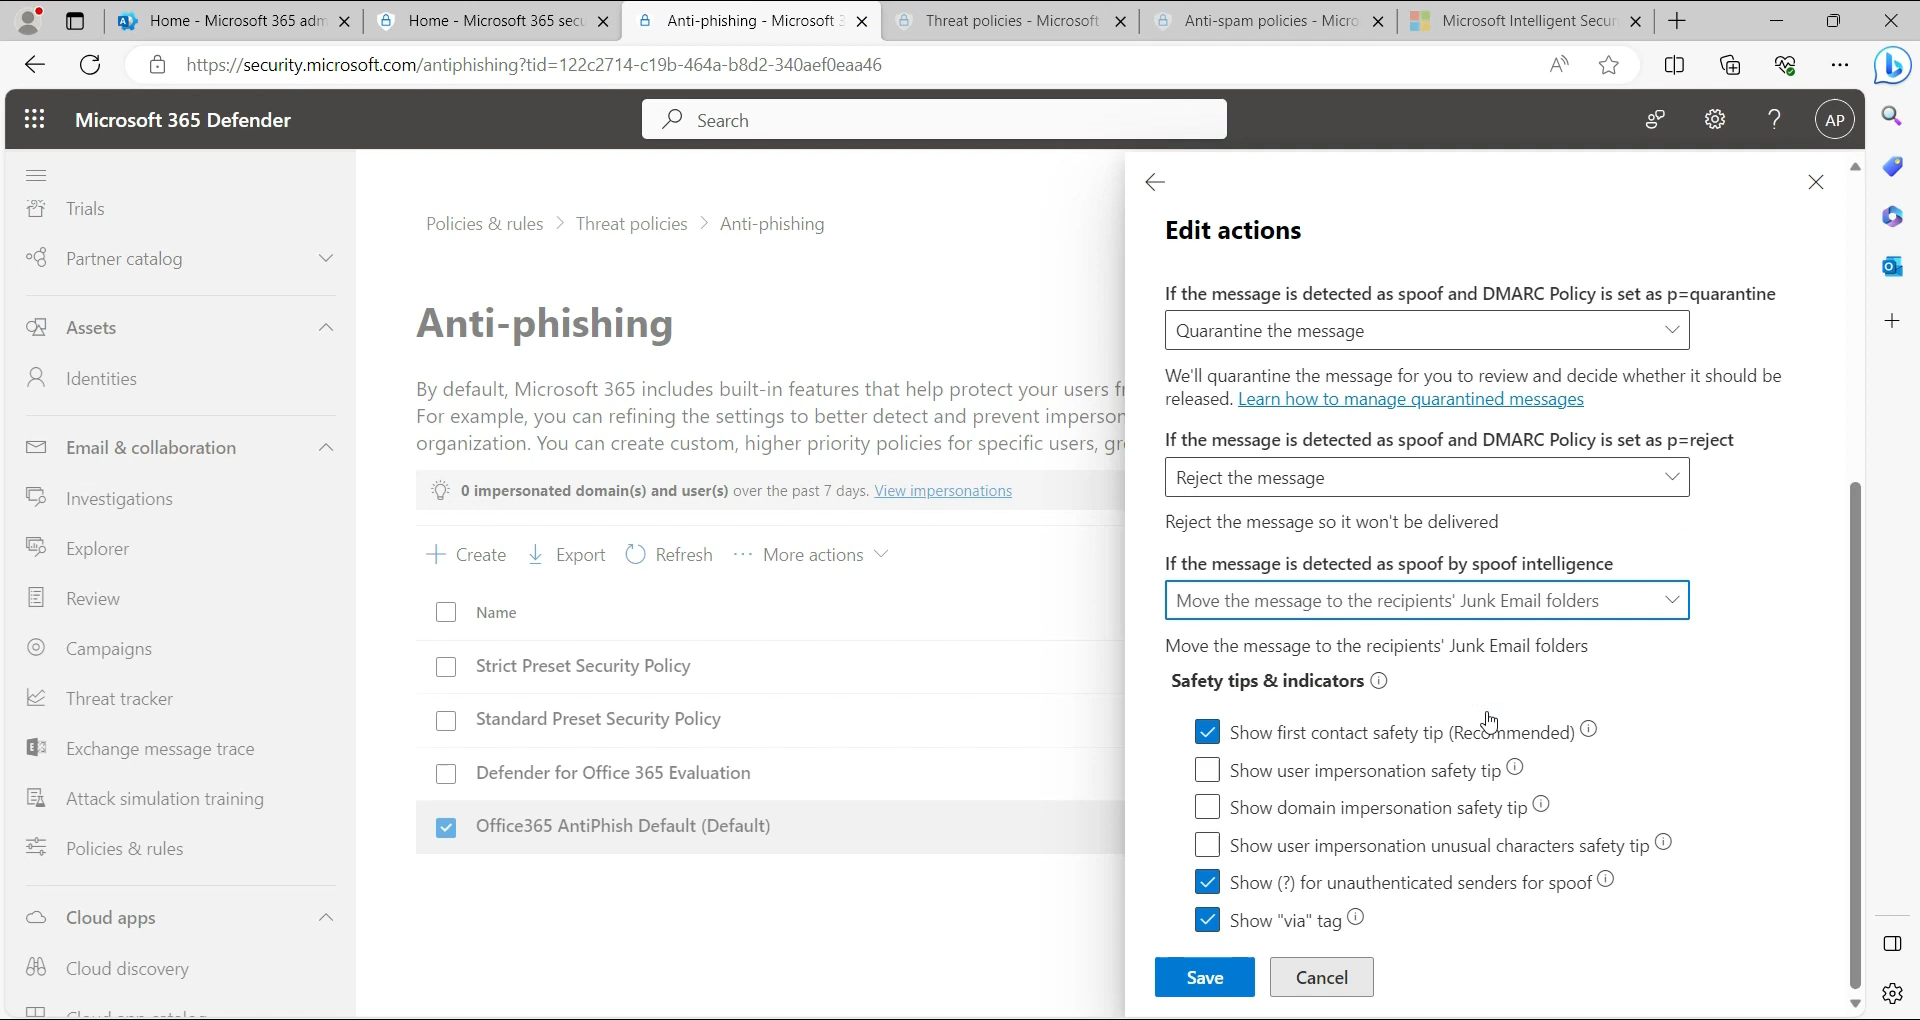 Home - Microsoft 365 adm
Home - Microsoft 365 secu
Anti-phishing - Microsoft 3
Threat policies - Microsoft
Anti-spam policies - Micro
Microsoft Intelligent Secur
https://security.microsoft.com/antiphishing?tid=122c2714-c19b-464a-b8d2-340aef0eaa46
Microsoft 365 Defender
Search
AP
Trials
Partner catalog
Assets
Identities
Email & collaboration
Investigations
Explorer
Review
Campaigns
Threat tracker
Exchange message trace
Attack simulation training
Policies & rules
Cloud apps
Cloud discovery
Policies & rules > Threat policies > Anti-phishing
Anti-phishing
By default, Microsoft 365 includes built-in features that help protect your users fr
For example, you can refining the settings to better detect and prevent imperson
organization. You can create custom, higher priority policies for specific users, gr
0 impersonated domain(s) and user(s) over the past 7 days. View impersonations
Create Export Refresh ··· More actions
Name
Strict Preset Security Policy
Standard Preset Security Policy
Defender for Office 365 Evaluation
Office365 AntiPhish Default (Default)
Edit actions
If the message is detected as spoof and DMARC Policy is set as p=quarantine
Quarantine the message
We'll quarantine the message for you to review and decide whether it should be
released. Learn how to manage quarantined messages
If the message is detected as spoof and DMARC Policy is set as p=reject
Reject the message
Reject the message so it won't be delivered
If the message is detected as spoof by spoof intelligence
Move the message to the recipients' Junk Email folders
Move the message to the recipients' Junk Email folders
Safety tips & indicators
Show first contact safety tip (Recommended)
Show user impersonation safety tip
Show domain impersonation safety tip
Show user impersonation unusual characters safety tip
Show (?) for unauthenticated senders for spoof
Show "via" tag
Save
Cancel